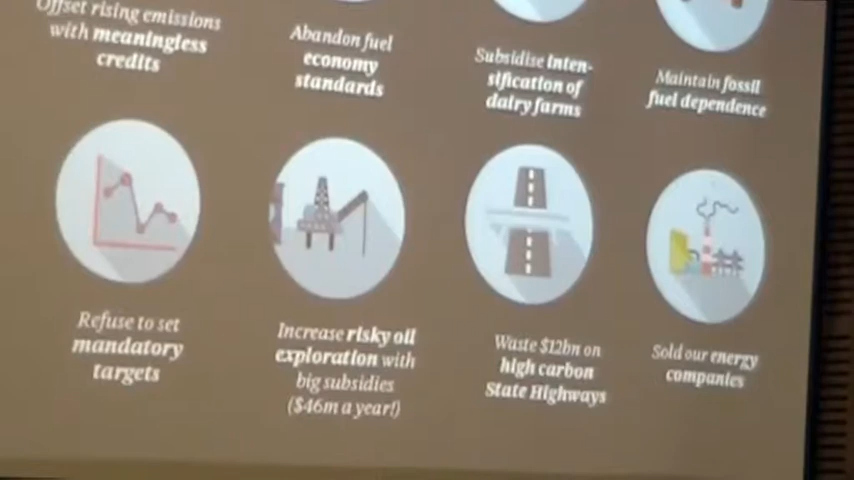 Offset rising emissions
with meaningless
credits
Abandon fuel
economy
standards
Subsidise inten-
sification of
dairy farms
Maintain fossil
fuel dependence
Refuse to set
mandatory
targets
Increase risky oil
exploration with
big subsidies
($46m a year!)
Waste $12bn on
high carbon
State Highways
Sold our energy
companies